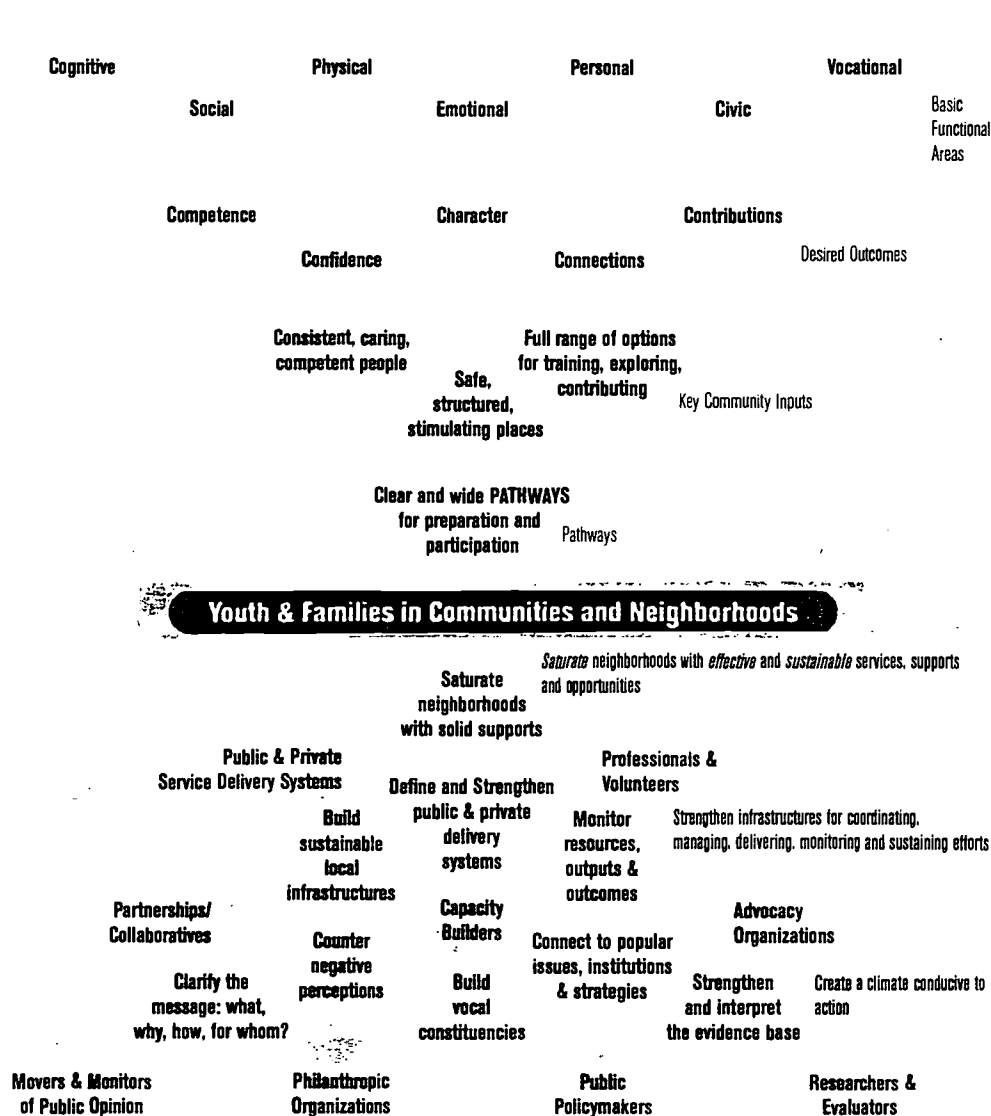 Cognitive
Physical
Personal
Vocational
Social
Emotional
Civic
Basic
Functional
Areas
Competence
Character
Contributions
Confidence
Connections
Desired Outcomes
Consistent, caring,
competent people
Full range of options
for training, exploring,
contributing
Safe,
structured,
stimulating places
Key Community Inputs
Clear and wide PATHWAYS
for preparation and
participation
Pathways
Youth & Families in Communities and Neighborhoods
Saturate neighborhoods with effective and sustainable services, supports
and opportunities
Saturate
neighborhoods
with solid supports
Public & Private
Service Delivery Systems
Professionals &
Volunteers
Define and Strengthen
public & private
delivery
systems
Build
sustainable
local
infrastructures
Monitor
resources,
outputs &
outcomes
Strengthen infrastructures for coordinating,
managing, delivering, monitoring and sustaining efforts
Partnerships/
Collaboratives
Capacity
Builders
Advocacy
Organizations
Counter
negative
perceptions
Connect to popular
issues, institutions
& strategies
Clarify the
message: what,
why, how, for whom?
Build
vocal
constituencies
Strengthen
and interpret
the evidence base
Create a climate conducive to
action
Movers & Monitors
of Public Opinion
Philanthropic
Organizations
Public
Policymakers
Researchers &
Evaluators